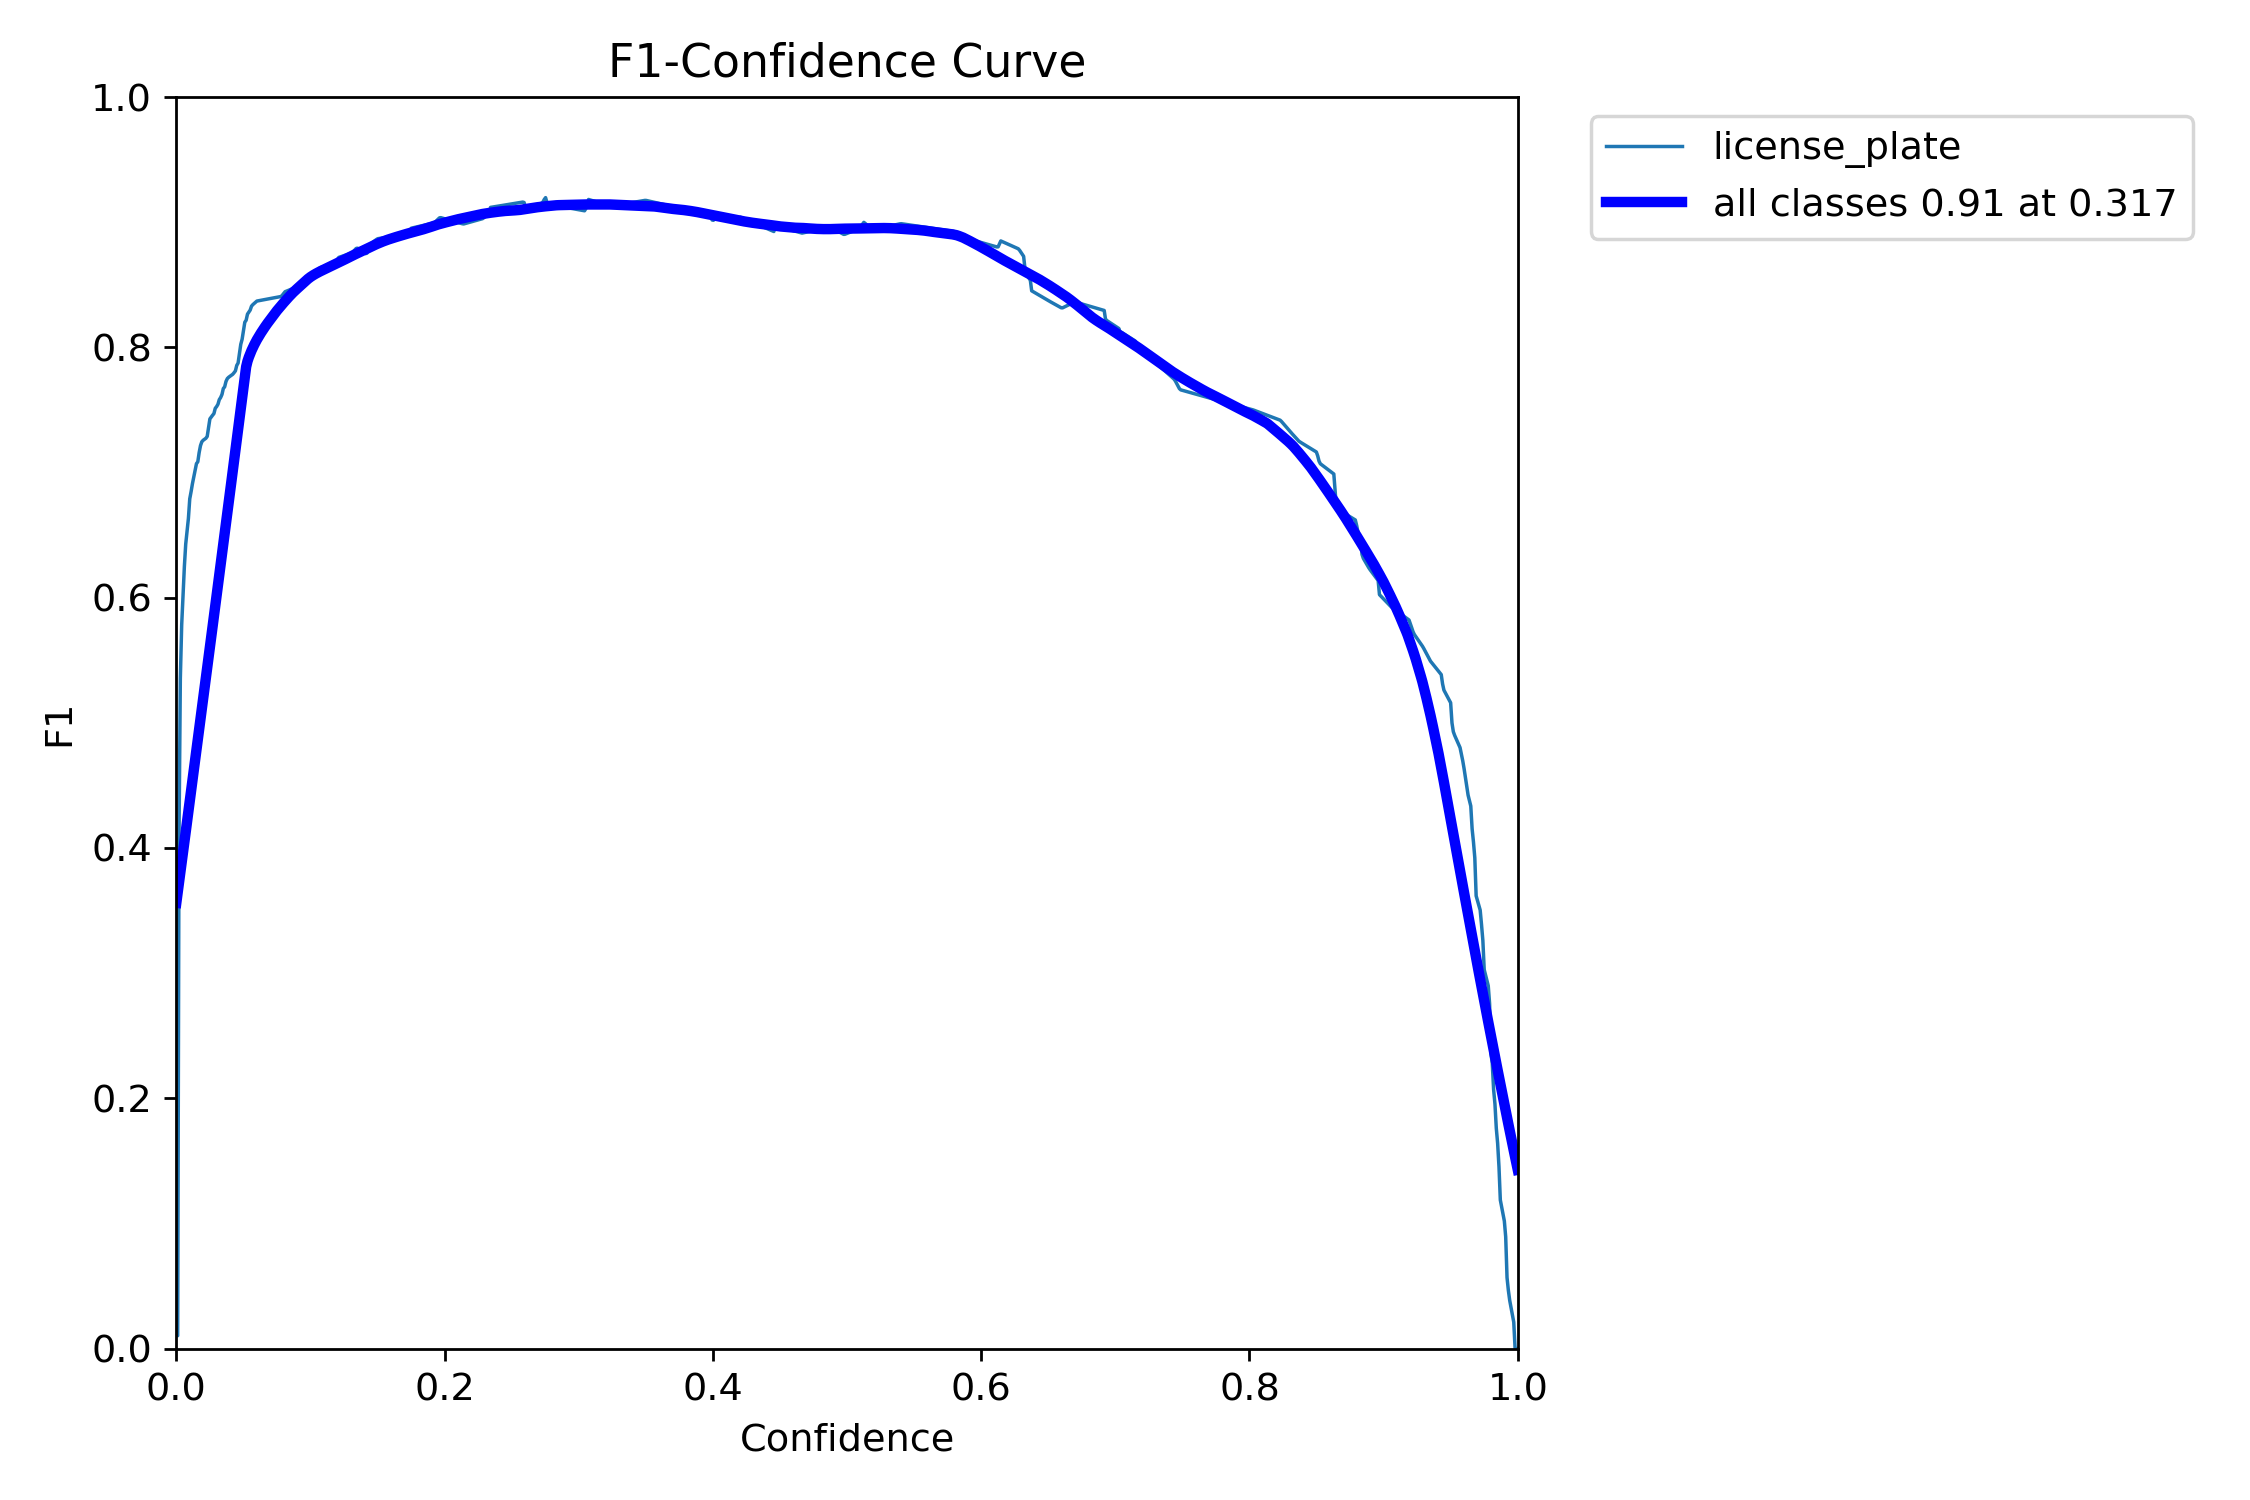 F1-Confidence Curve
license_plate
all classes 0.91 at 0.317
1.0
0.8
0.6
0.4
0.2
0.0
F1
0.0 0.2 0.4 0.6 0.8 1.0
Confidence